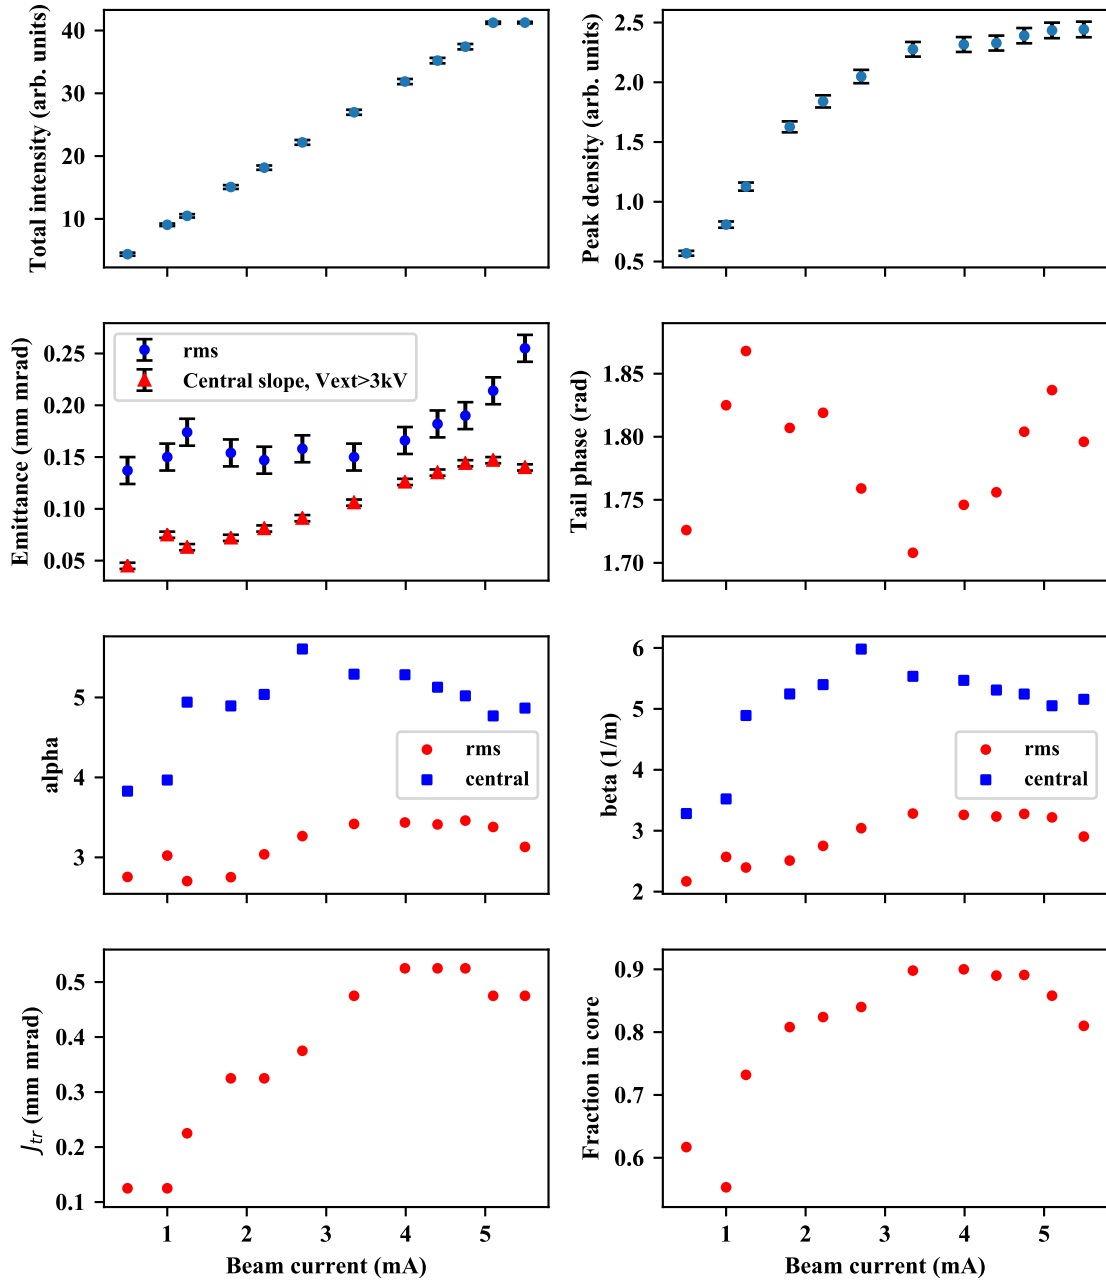 Total intensity (arb. units)
40
30
20
10
Peak density (arb. units)
2.5
2.0
1.5
1.0
0.5
Emittance (mm mrad)
0.25
0.20
0.15
0.10
0.05
rms
Central slope, Vext>3kV
Tail phase (rad)
1.85
1.80
1.75
1.70
alpha
5
4
3
rms
central
beta (1/m)
6
5
4
3
2
rms
central
J_tr (mm mrad)
0.5
0.4
0.3
0.2
0.1
1 2 3 4 5
Beam current (mA)
Fraction in core
0.9
0.8
0.7
0.6
1 2 3 4 5
Beam current (mA)